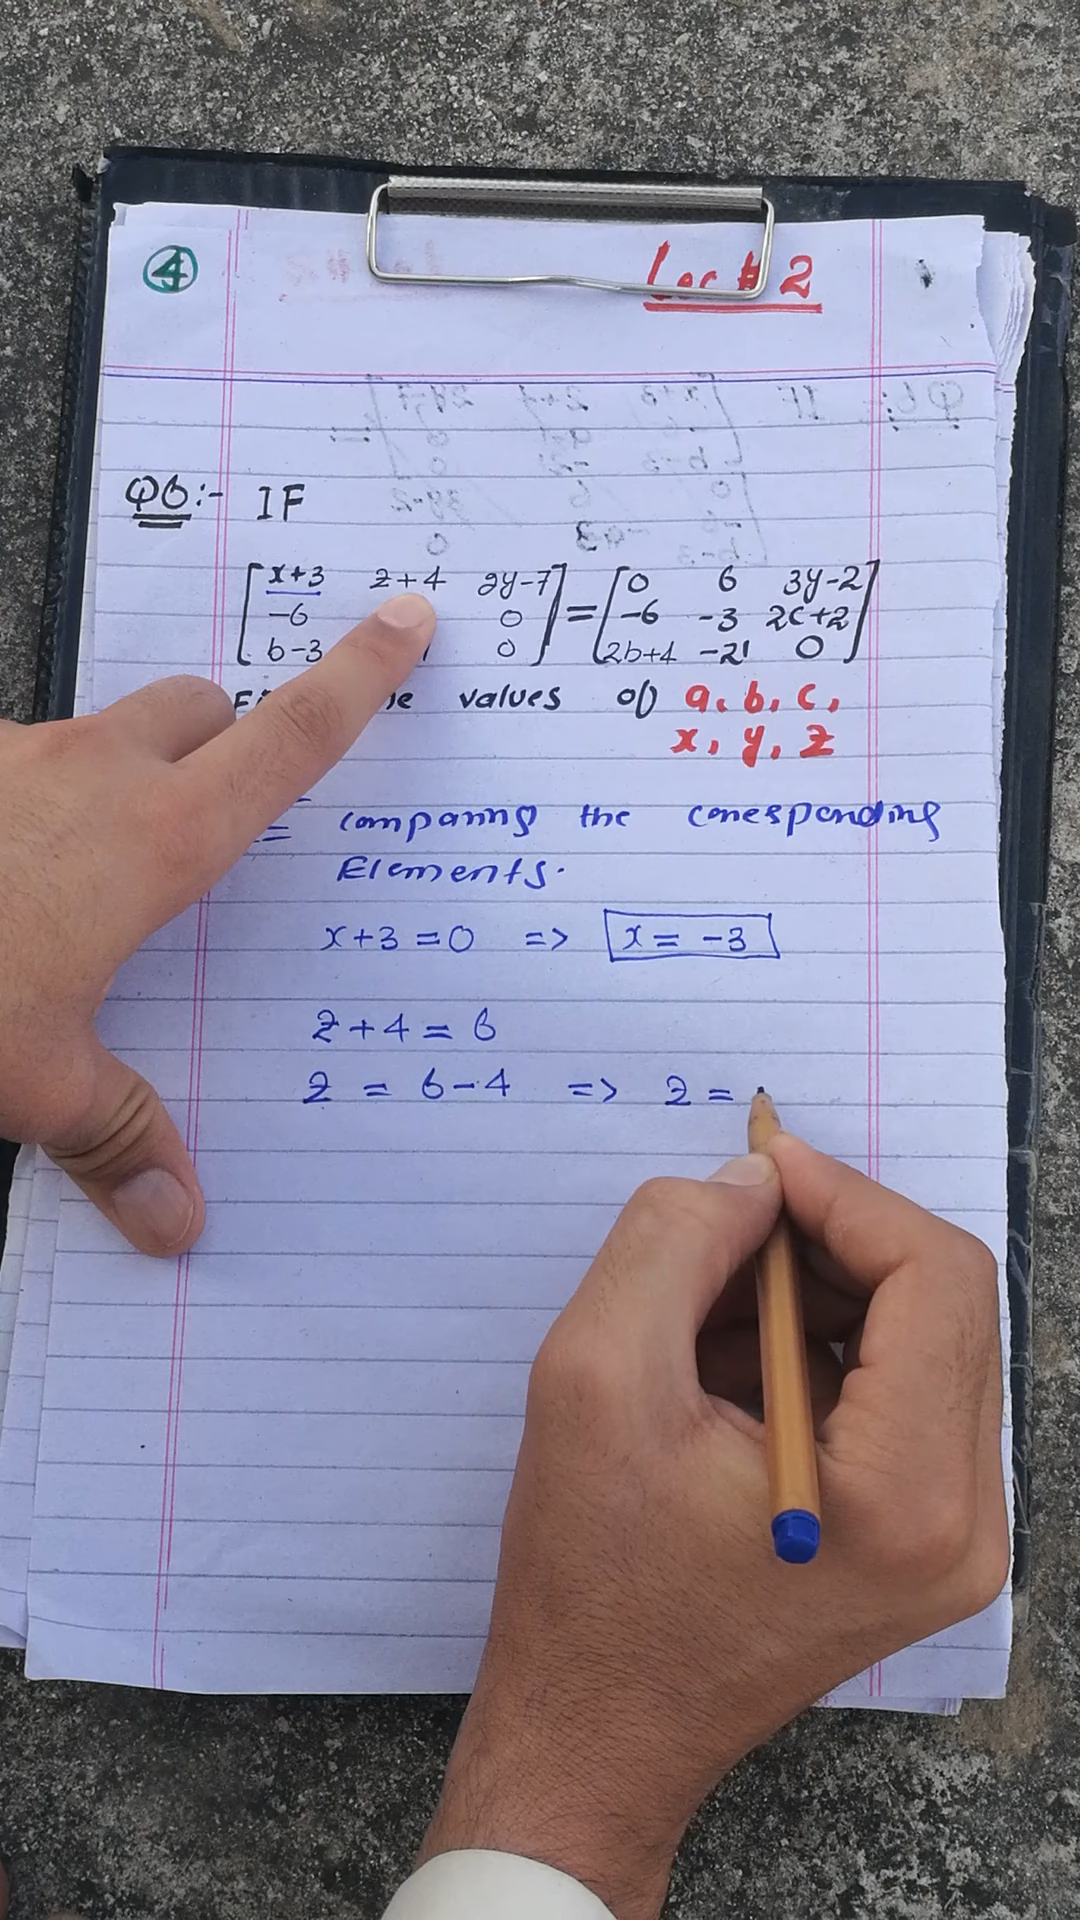 4
Lec # 2
Q6:- IF
[x+3 z+4 2y-7] = [0 6 3y-2]
[-6 0] [-6 -3 2c+2]
[b-3 0] [2b+4 -21 0]
values of a, b, c,
x, y, z
comparing the corresponding
Elements.
x+3 = 0 => x = -3
z+4 = 6
z = 6-4 => z =